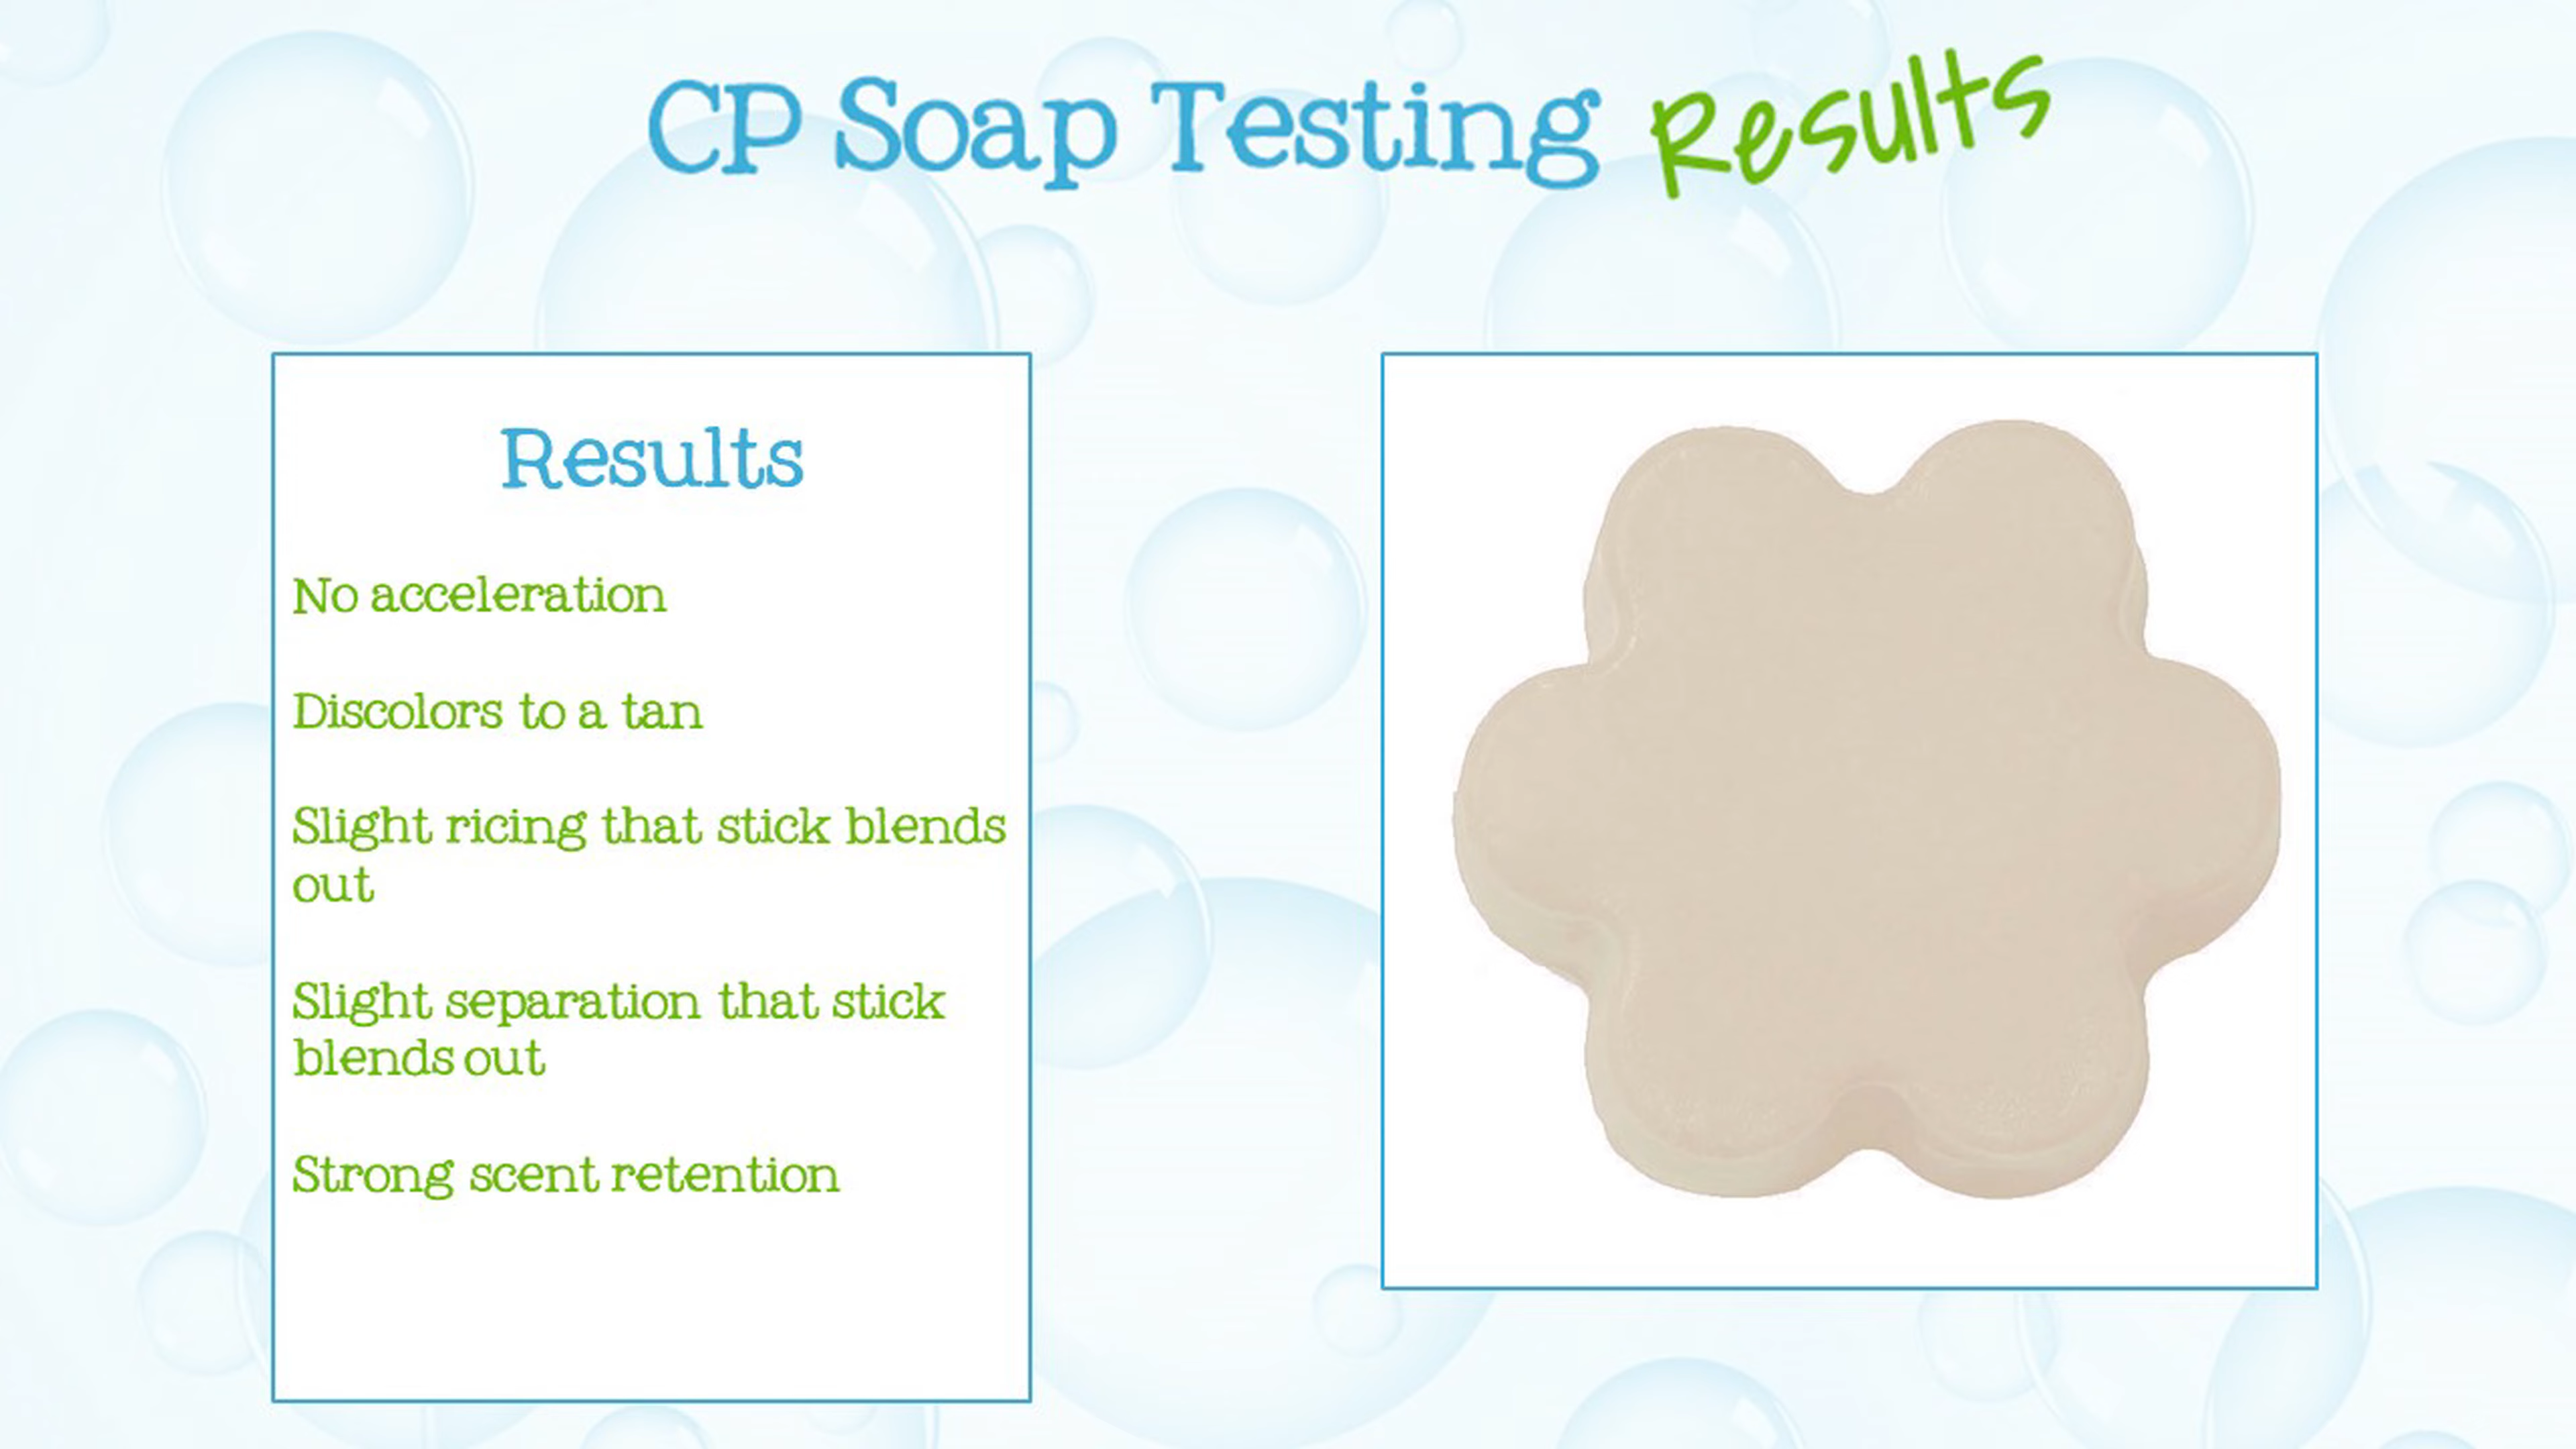 CP Soap Testing Results
Results
No acceleration
Discolors to a tan
Slight ricing that stick blends
out
Slight separation that stick
blends out
Strong scent retention